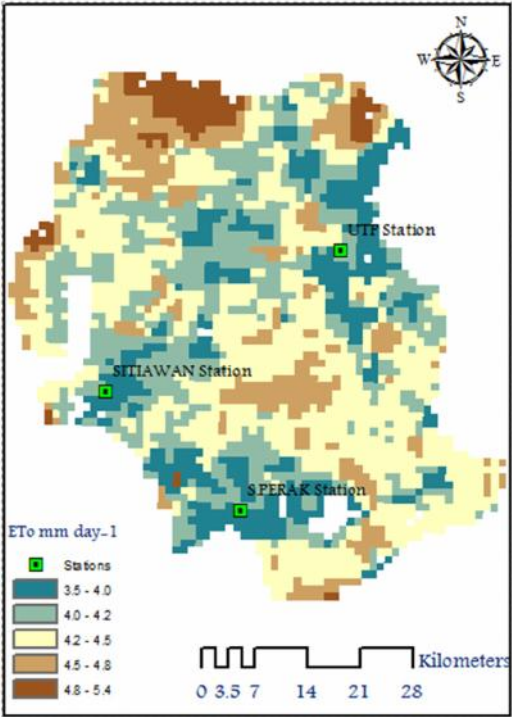 N
W E
S
UTP Station
SITIAWAN Station
S.PERAK Station
ETo mm day-1
Stations
3.5 - 4.0
4.0 - 4.2
4.2 - 4.5
4.5 - 4.8
4.8 - 5.4
Kilometers
0 3.5 7 14 21 28